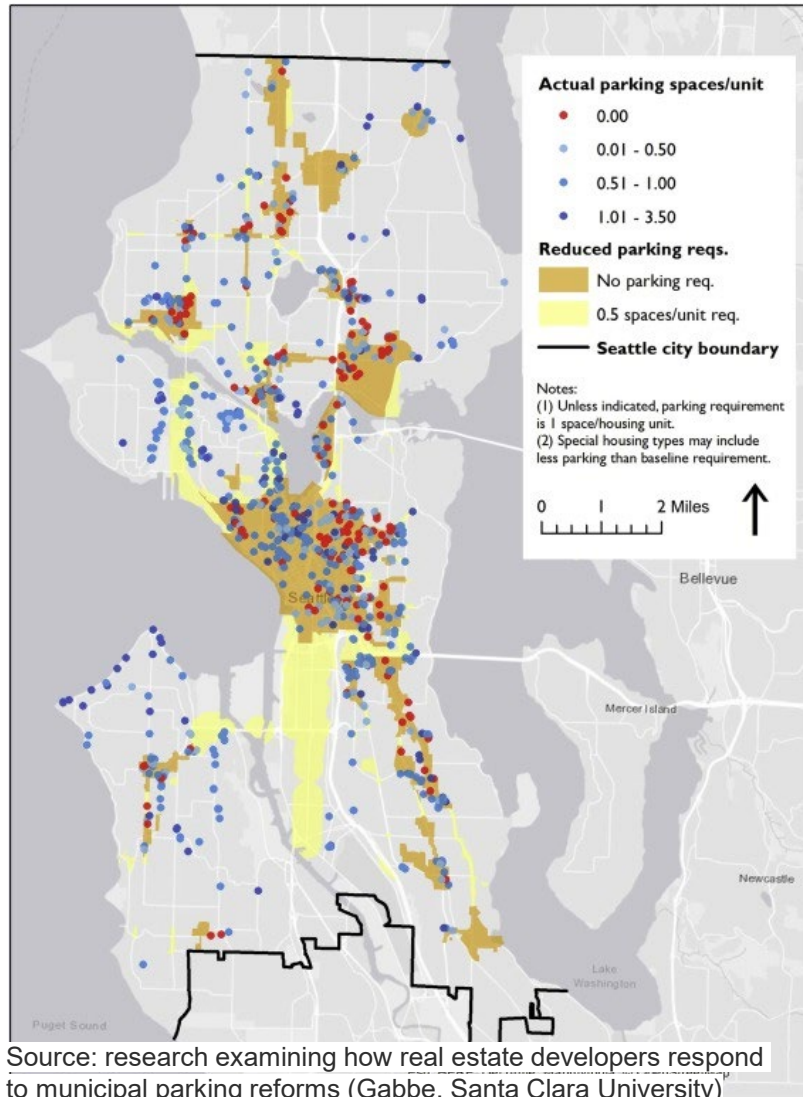 Actual parking spaces/unit
0.00
0.01 - 0.50
0.51 - 1.00
1.01 - 3.50
Reduced parking reqs.
No parking req.
0.5 spaces/unit req.
Seattle city boundary
Notes:
(1) Unless indicated, parking requirement
is 1 space/housing unit.
(2) Special housing types may include
less parking than baseline requirement.
0 1 2 Miles
Bellevue
Seattle
Mercer Island
Newcastle
Lake
Washington
Puget Sound
Source: research examining how real estate developers respond
to municipal parking reforms (Gabbe, Santa Clara University)